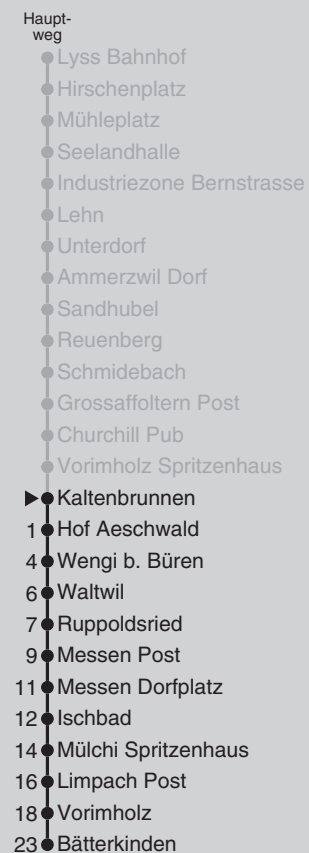 Haupt-
weg
Lyss Bahnhof
Hirschenplatz
Mühleplatz
Seelandhalle
Industriezone Bernstrasse
Lehn
Unterdorf
Ammerzwil Dorf
Sandhubel
Reuenberg
Schmidebach
Grossaffoltern Post
Churchill Pub
Vorimholz Spritzenhaus
Kaltenbrunnen
1 Hof Aeschwald
4 Wengi b. Büren
6 Waltwil
7 Ruppoldsried
9 Messen Post
11 Messen Dorfplatz
12 Ischbad
14 Mülchi Spritzenhaus
16 Limpach Post
18 Vorimholz
23 Bätterkinden